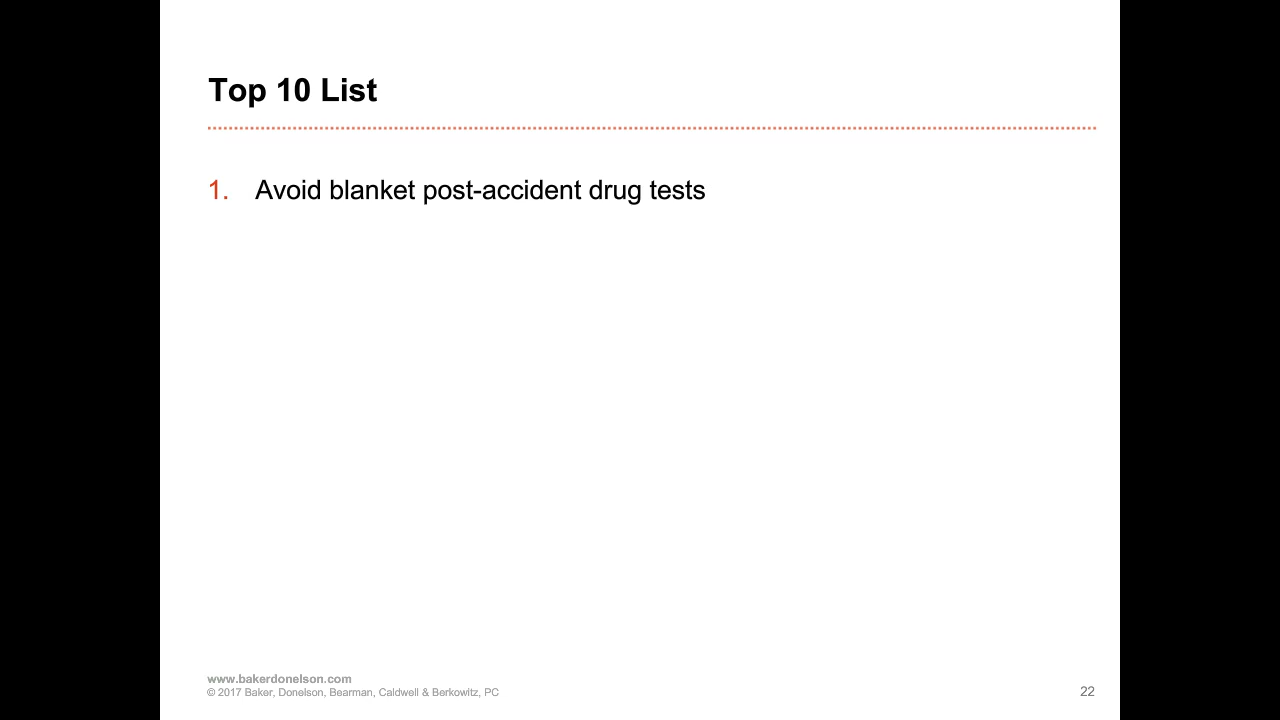 Top 10 List
1. Avoid blanket post-accident drug tests
www.bakerdonelson.com
© 2017 Baker, Donelson, Bearman, Caldwell & Berkowitz, PC
22